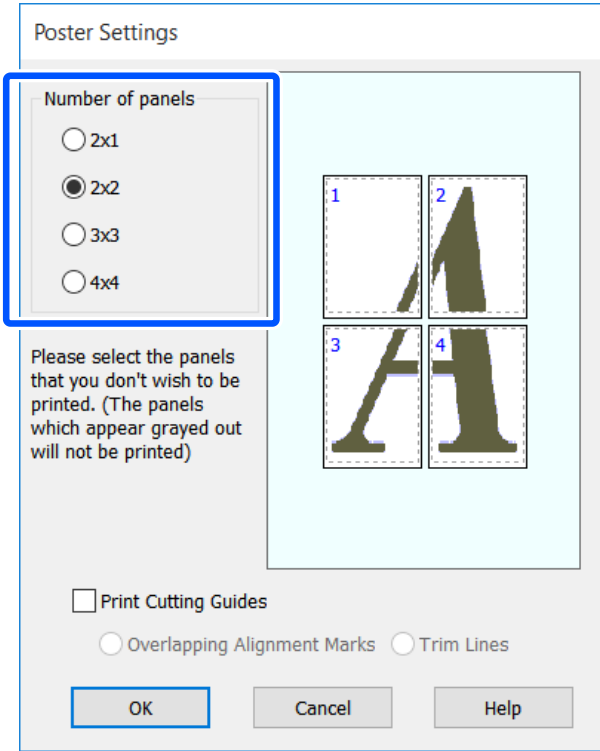 Poster Settings
Number of panels
2x1
2x2
3x3
4x4
1
2
3
4
Please select the panels
that you don't wish to be
printed. (The panels
which appear grayed out
will not be printed)
Print Cutting Guides
Overlapping Alignment Marks
Trim Lines
OK
Cancel
Help